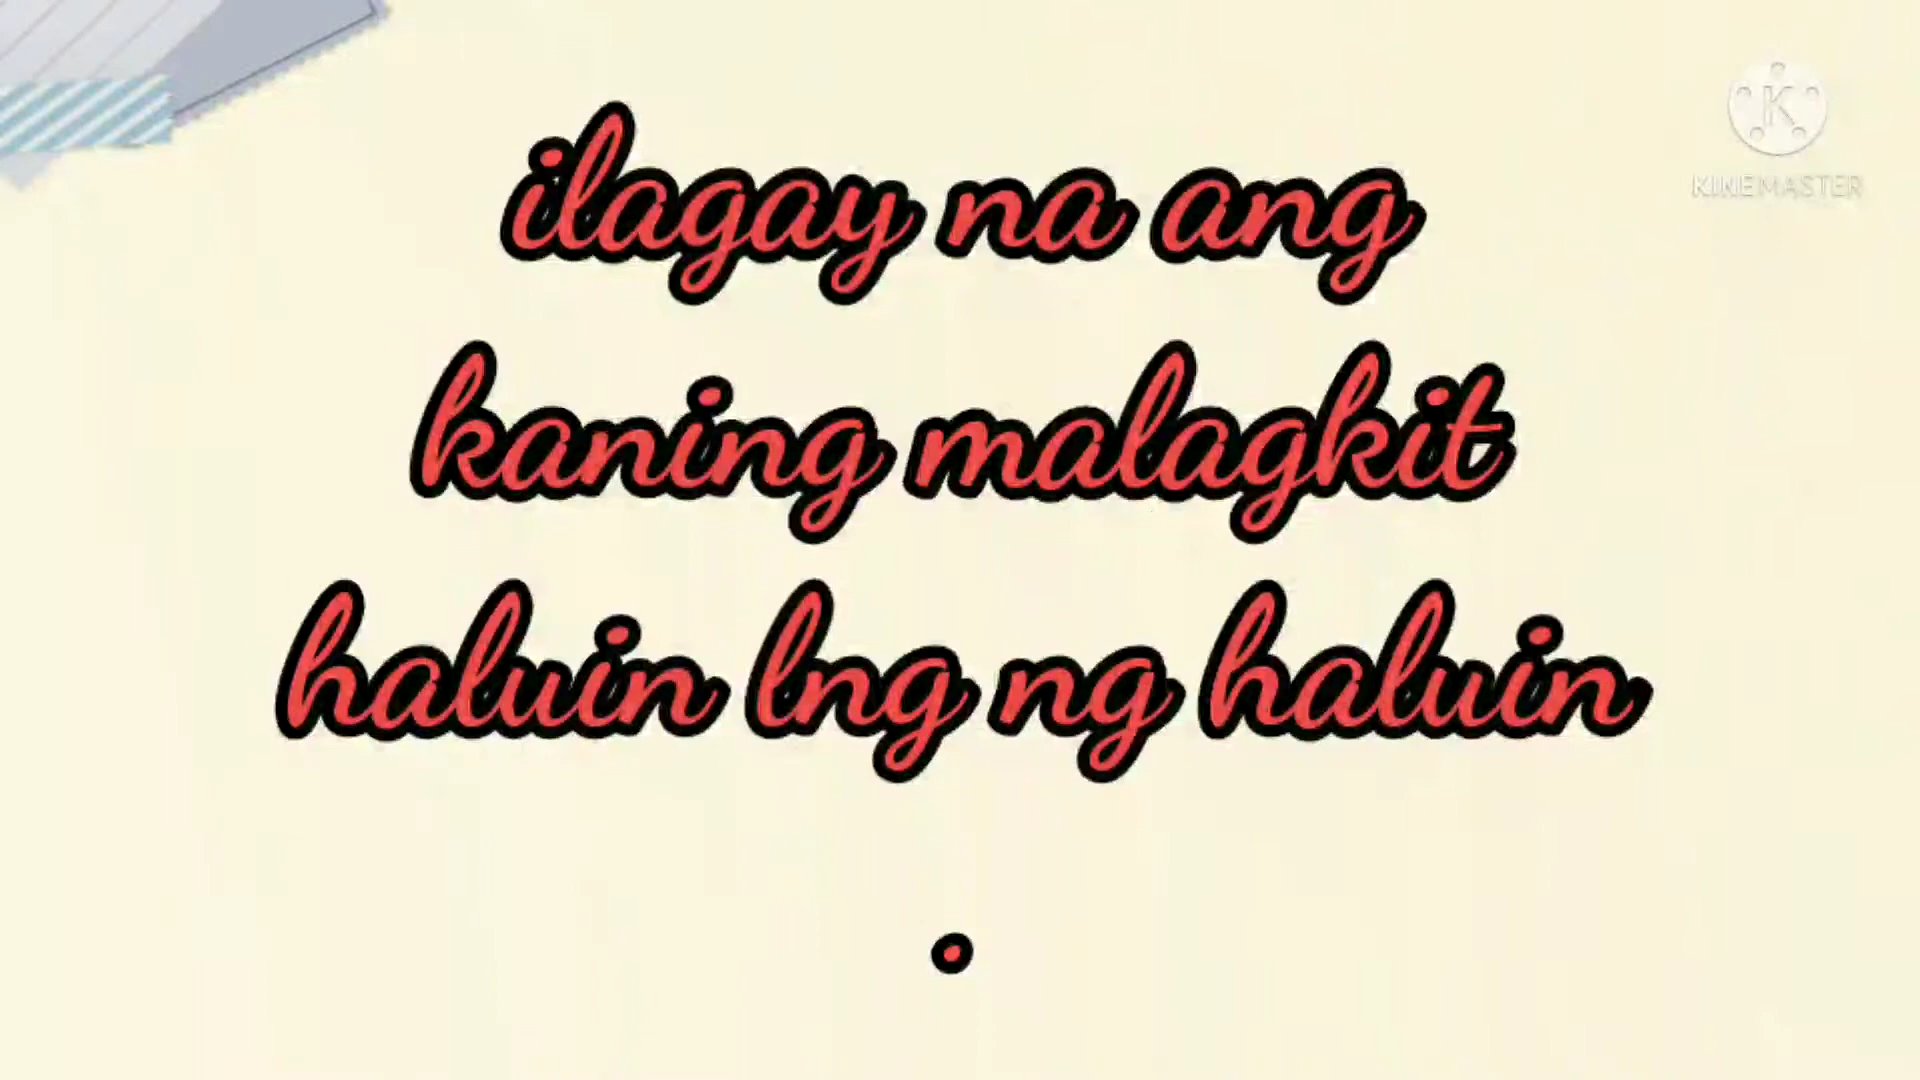 ilagay na ang
kaning malagkit
haluin lng ng haluin
.
K
KINEMASTER